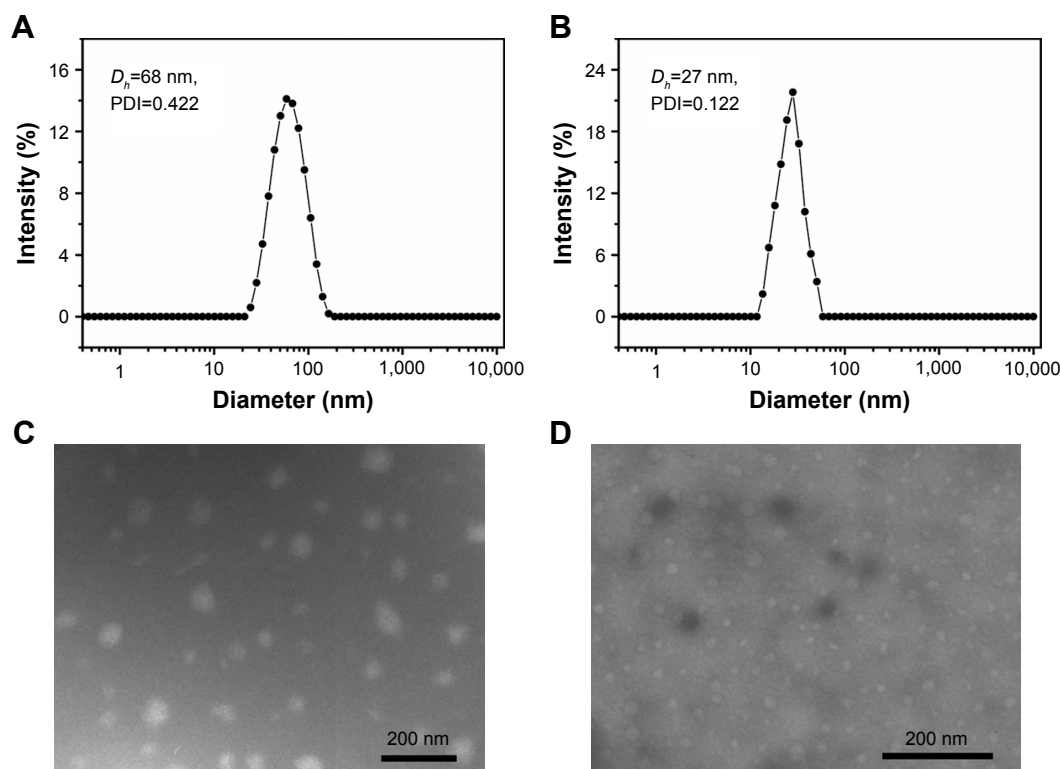 A
16
12
8
4
0
Intensity (%)
D_h=68 nm,
PDI=0.422
1
10
100
1,000
10,000
Diameter (nm)
B
24
18
12
6
0
Intensity (%)
D_h=27 nm,
PDI=0.122
1
10
100
1,000
10,000
Diameter (nm)
C
200 nm
D
200 nm